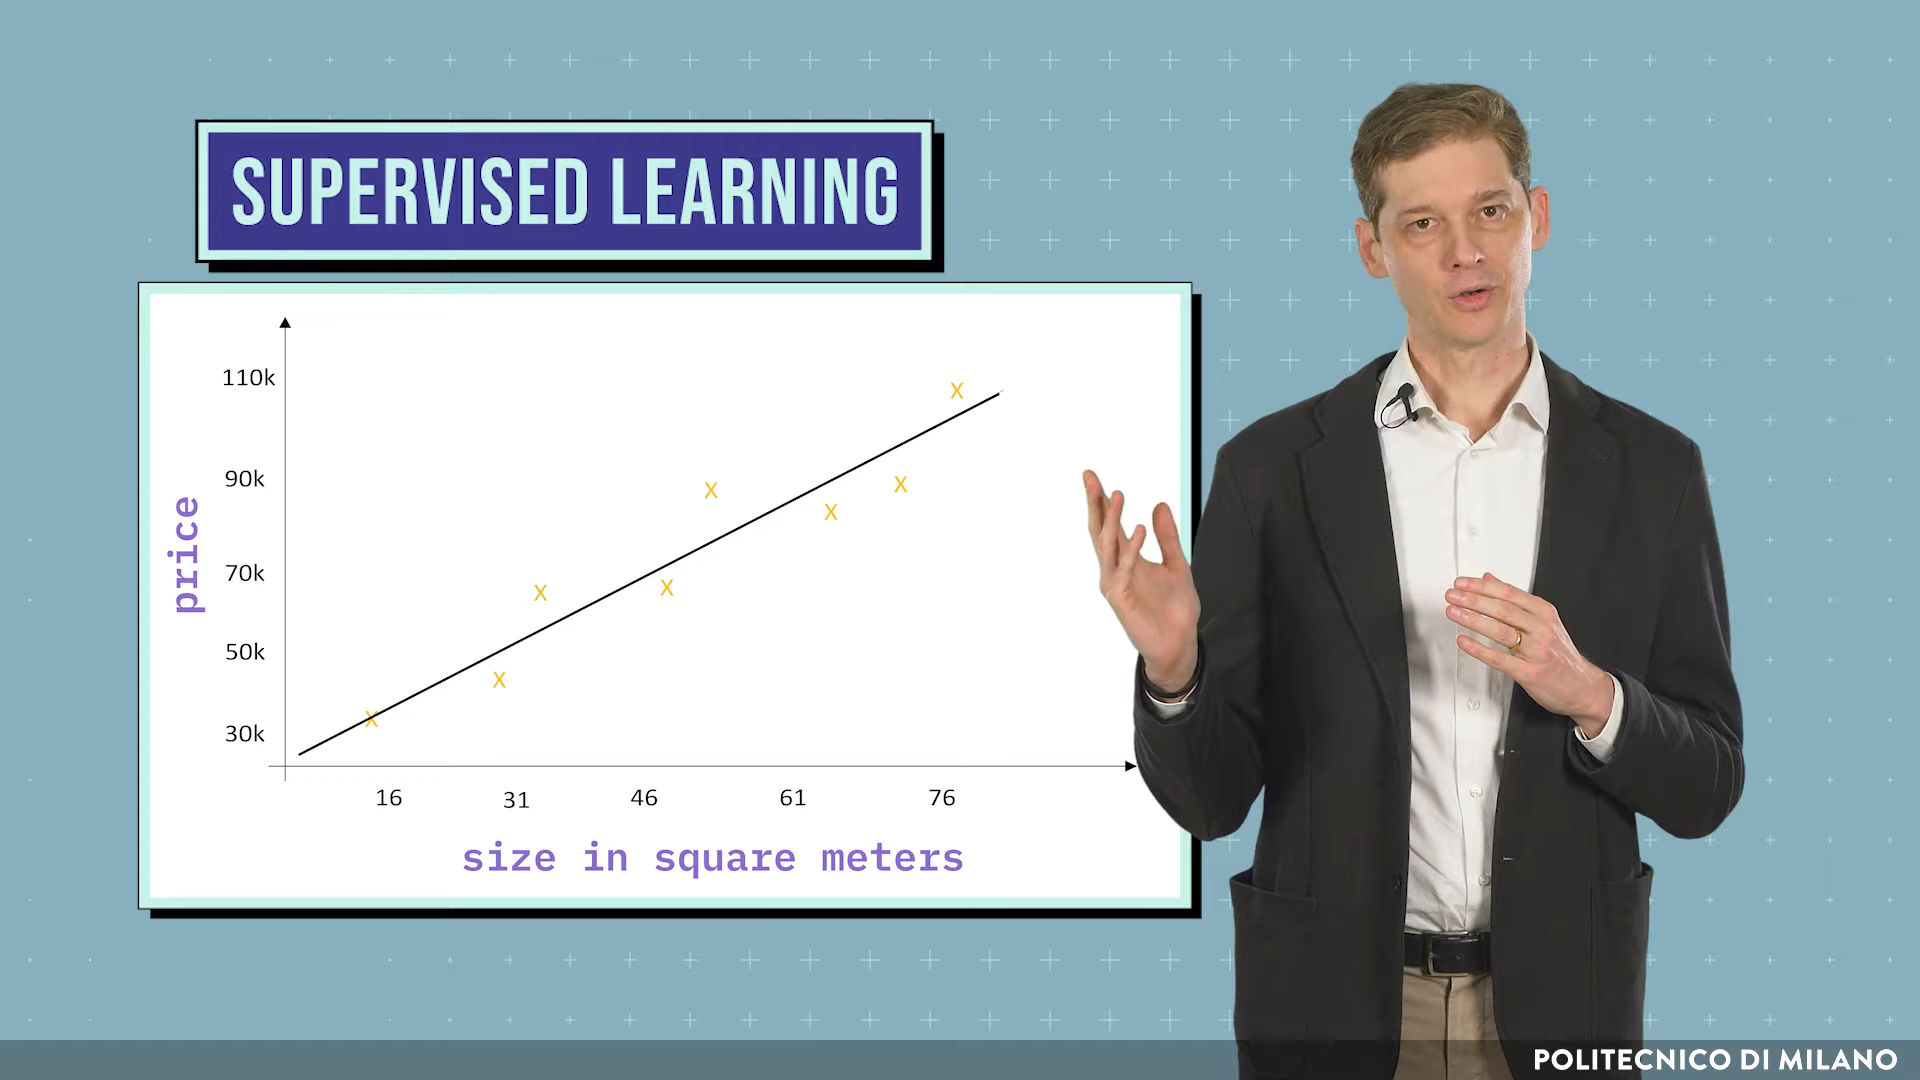 SUPERVISED LEARNING
110k
90k
70k
50k
30k
price
X
X
X
X
X
X
X
X
16
31
46
61
76
size in square meters
POLITECNICO DI MILANO